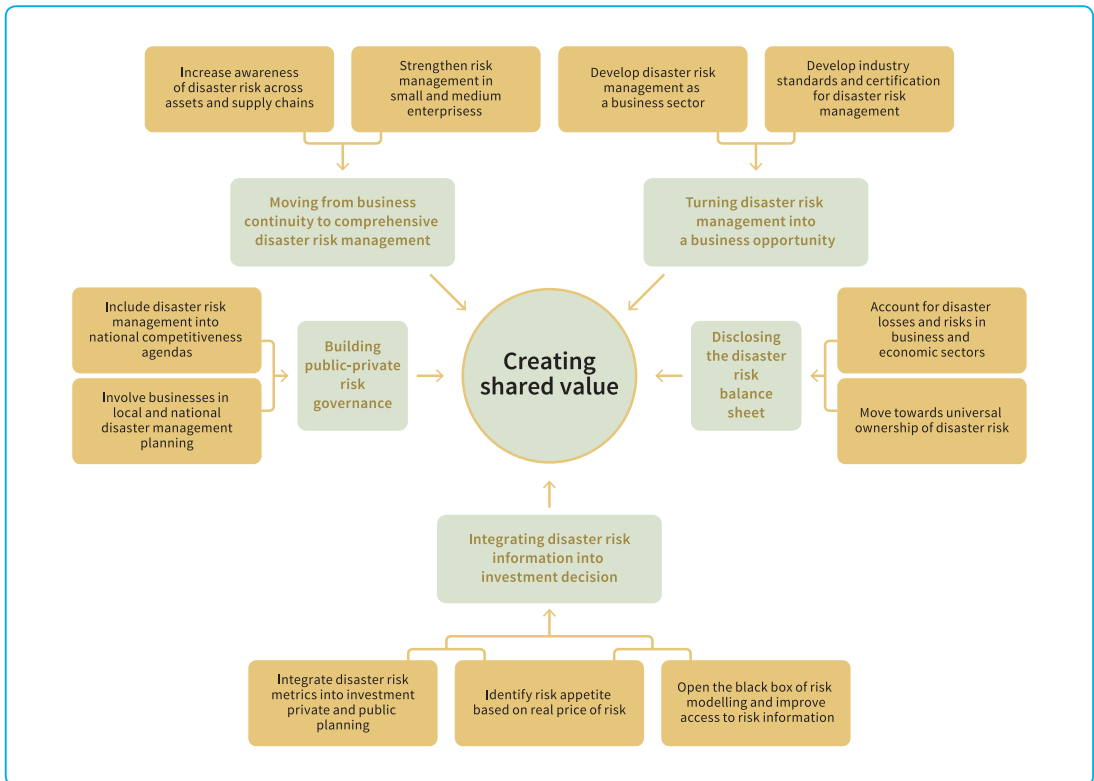 Increase awareness
of disaster risk across
assets and supply chains
Strengthen risk
management in
small and medium
enterprisess
Develop disaster risk
management as
a business sector
Develop industry
standards and certification
for disaster risk
management
Moving from business
continuity to comprehensive
disaster risk management
Turning disaster risk
management into
a business opportunity
Include disaster risk
management into
national competitiveness
agendas
Involve businesses in
local and national
disaster management
planning
Building
public-private
risk
governance
Creating
shared value
Disclosing
the disaster
risk
balance
sheet
Account for disaster
losses and risks in
business and
economic sectors
Move towards universal
ownership of disaster risk
Integrating disaster risk
information into
investment decision
Integrate disaster risk
metrics into investment
private and public
planning
Identify risk appetite
based on real price of risk
Open the black box of risk
modelling and improve
access to risk information